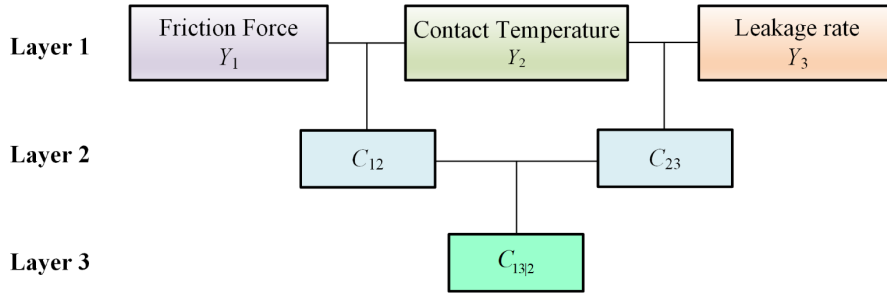 Layer 1
Friction Force
Y₁
Contact Temperature
Y₂
Leakage rate
Y₃
Layer 2
C₁₂
C₂₃
Layer 3
C₁₃|₂